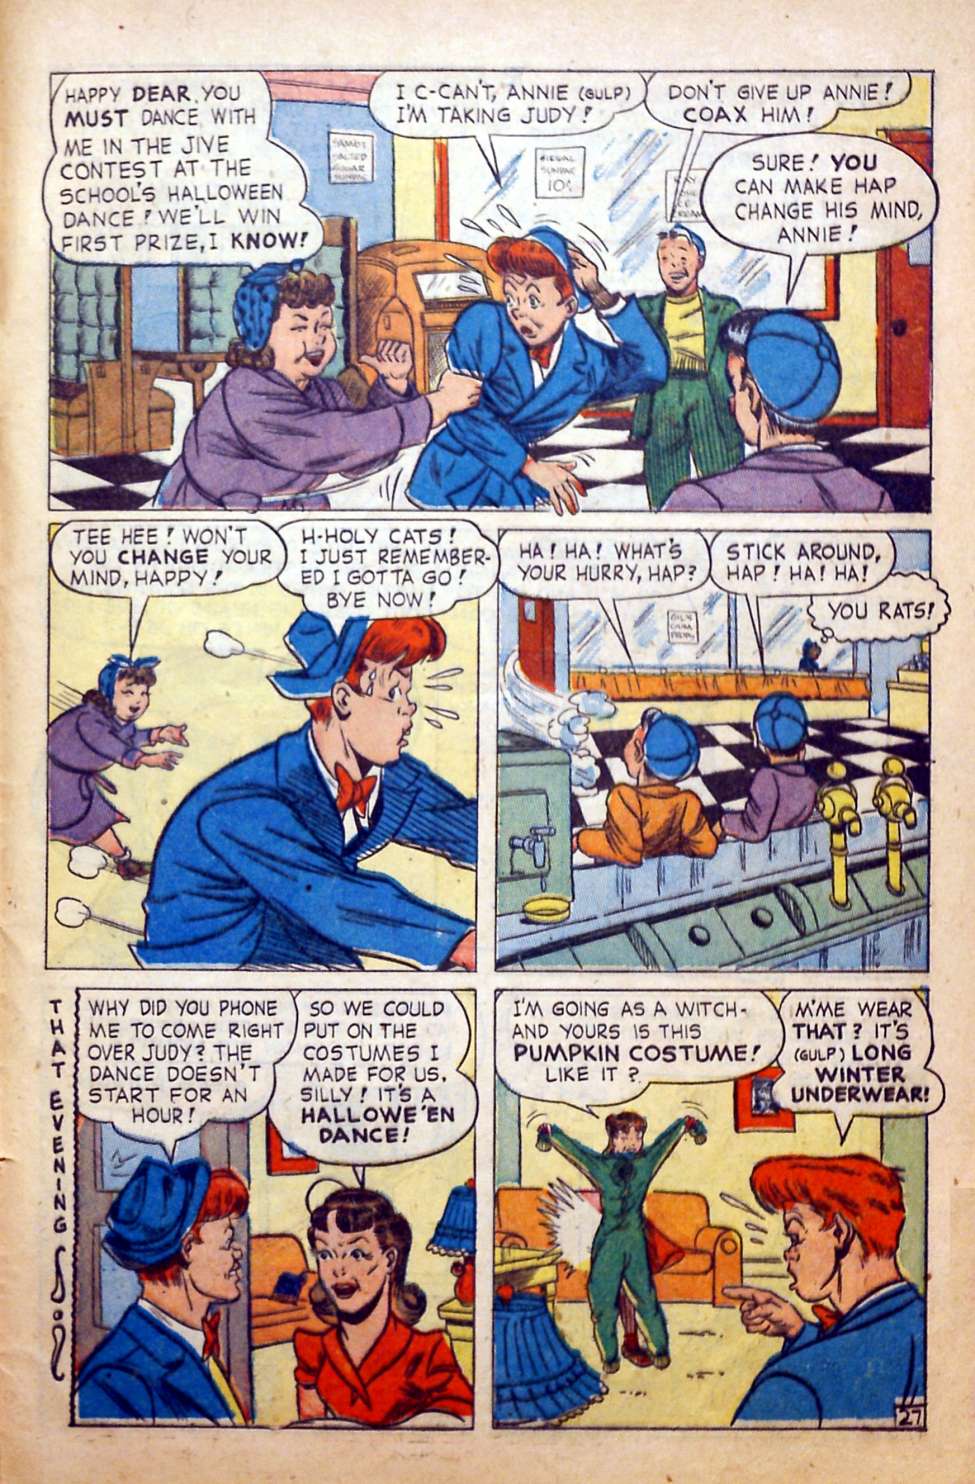 HAPPY DEAR, YOU
MUST DANCE WITH
ME IN THE JIVE
CONTEST AT THE
SCHOOL'S HALLOWEEN
DANCE! WE'LL WIN
FIRST PRIZE, I KNOW!
I C-CAN'T, ANNIE (GULP)
I'M TAKING JUDY!
DON'T GIVE UP ANNIE!
COAX HIM!
SURE! YOU
CAN MAKE HAP
CHANGE HIS MIND,
ANNIE!
SALTED
SUNDAE
SUNDAE
10¢
TEE HEE! WON'T
YOU CHANGE YOUR
MIND, HAPPY!
H-HOLY CATS!
I JUST REMEMBER-
ED I GOTTA GO!
BYE NOW!
HA! HA! WHAT'S
YOUR HURRY, HAP?
STICK AROUND,
HAP! HA! HA!
YOU RATS!
THAT EVENING
WHY DID YOU PHONE
ME TO COME RIGHT
OVER JUDY? THE
DANCE DOESN'T
START FOR AN
HOUR!
SO WE COULD
PUT ON THE
COSTUMES I
MADE FOR US,
SILLY! IT'S A
HALLOWE'EN
DANCE!
I'M GOING AS A WITCH-
AND YOURS IS THIS
PUMPKIN COSTUME!
LIKE IT?
M'ME WEAR
THAT? IT'S
(GULP) LONG
WINTER
UNDERWEAR!
27